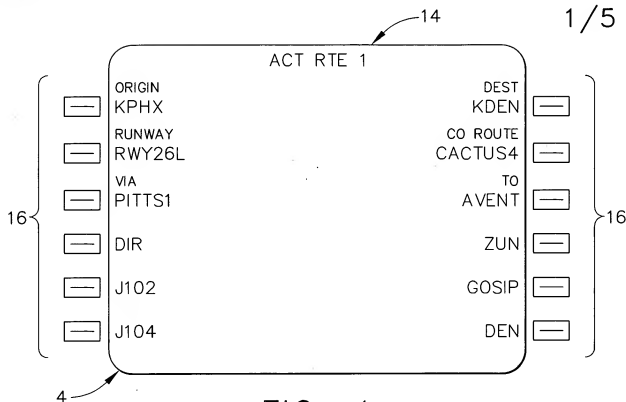 1/5
14
ACT RTE 1
ORIGIN DEST
KPHX KDEN
RUNWAY CO ROUTE
RWY26L CACTUS4
VIA TO
PITTS1 AVENT
16 16
DIR ZUN
J102 GOSIP
J104 DEN
4